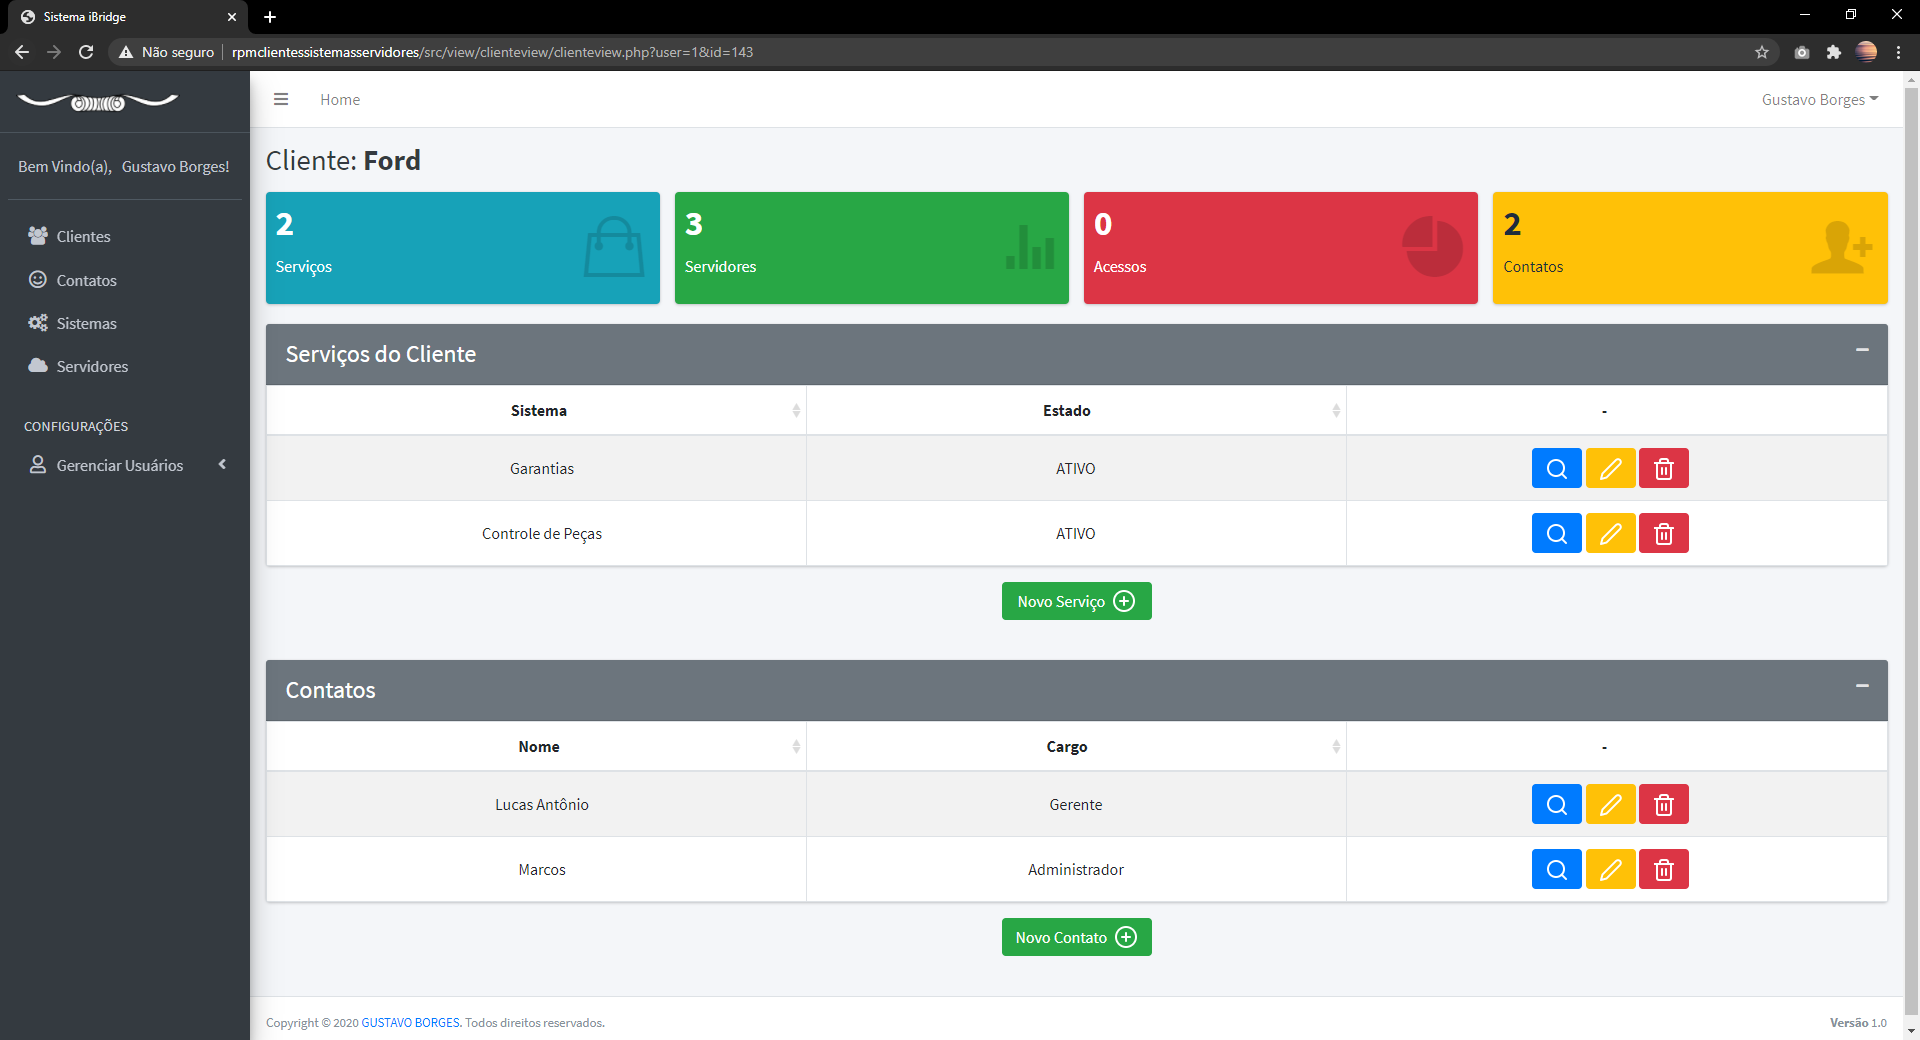 Sistema iBridge
Não seguro
rpmclientessistemasservidores/src/view/clienteview/clienteview.php?user=1&id=143
Home
Gustavo Borges
Bem Vindo(a), Gustavo Borges!
Clientes
Contatos
Sistemas
Servidores
CONFIGURAÇÕES
Gerenciar Usuários
Cliente: Ford
2
Serviços
3
Servidores
0
Acessos
2
Contatos
Serviços do Cliente
Sistema Estado -
Garantias ATIVO
Controle de Peças ATIVO
Novo Serviço
Contatos
Nome Cargo -
Lucas Antônio Gerente
Marcos Administrador
Novo Contato
Copyright © 2020 GUSTAVO BORGES. Todos direitos reservados.
Versão 1.0